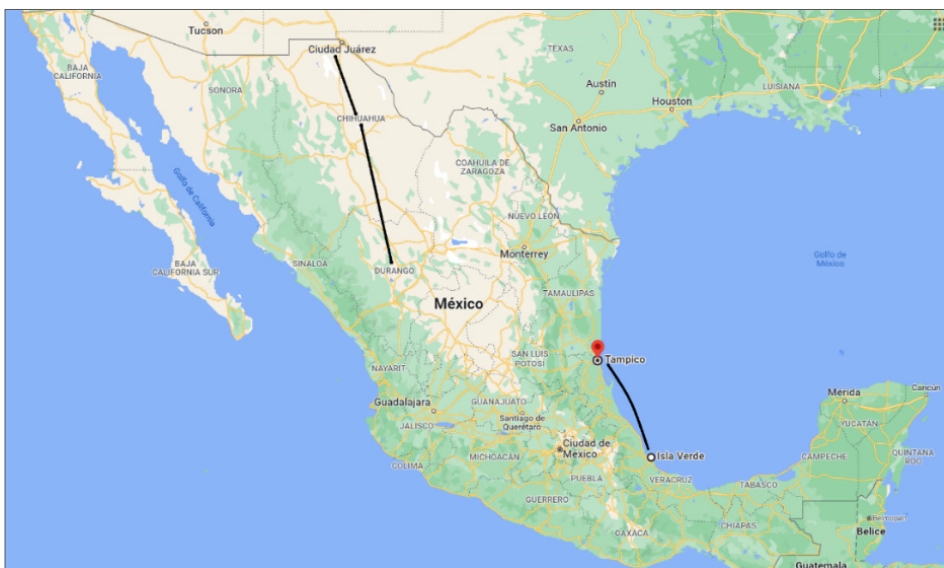 Tucson
Ciudad Juárez
BAJA
CALIFORNIA
SONORA
TEXAS
Austin
Houston
LUISIANA
San Antonio
CHIHUAHUA
COAHUILA DE
ZARAGOZA
Golfo de California
NUEVO LEON
Monterrey
Golfo de
México
BAJA
CALIFORNIA SUR
SINALOA
DURANGO
TAMAULIPAS
México
SAN LUIS
POTOSÍ
Tampico
NAYARIT
Guadalajara
JALISCO
GUANAJUATO
Santiago de
Querétaro
Mérida
Cancún
YUCATÁN
QUINTANA
ROO
CAMPECHE
Ciudad de
México
Isla Verde
COLIMA
MICHOACÁN
PUEBLA
VERACRUZ
TABASCO
GUERRERO
OAXACA
CHIAPAS
Belmopán
Belice
Guatemala